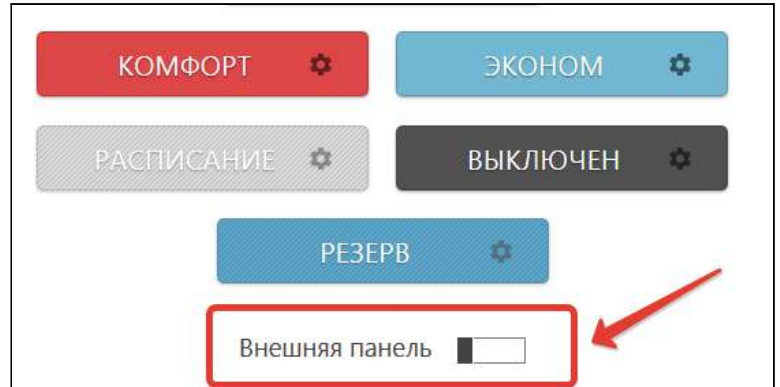 КОМФОРТ
ЭКОНОМ
РАСПИСАНИЕ
ВЫКЛЮЧЕН
РЕЗЕРВ
Внешняя панель